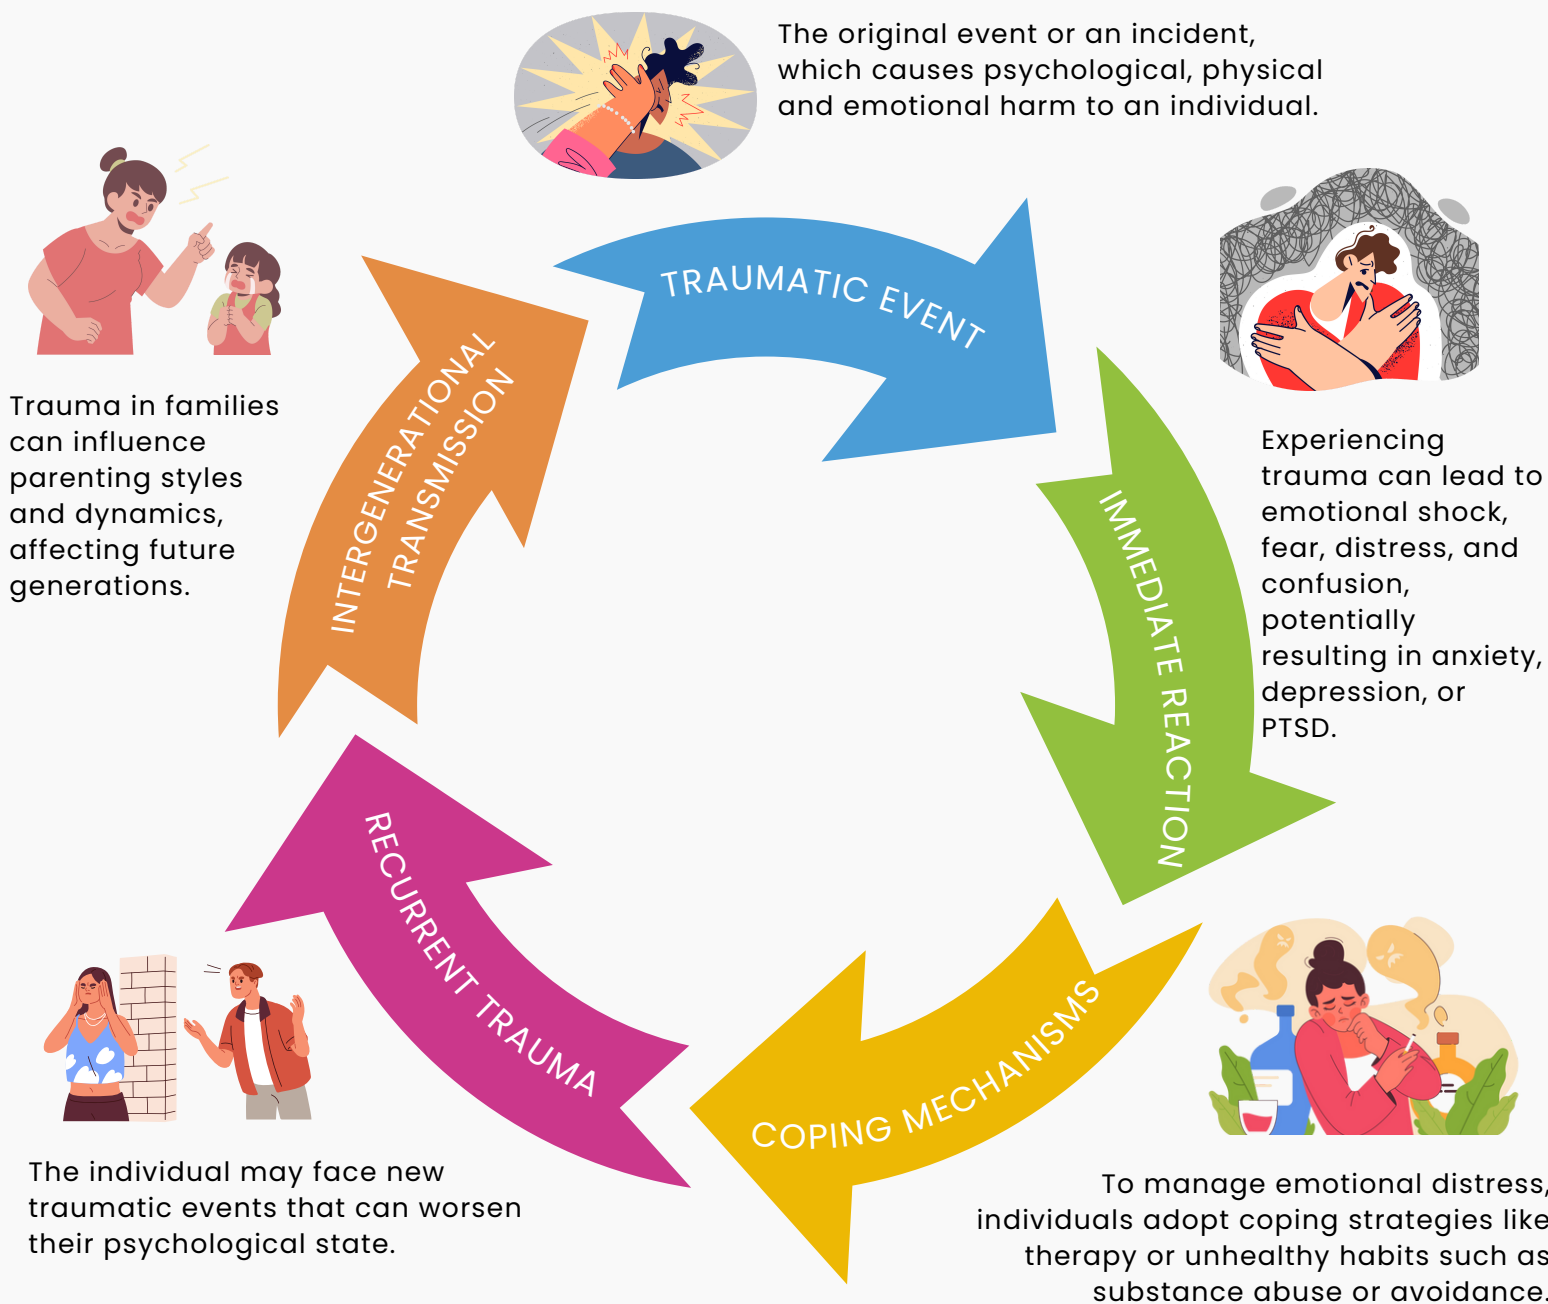 The original event or an incident,
which causes psychological, physical
and emotional harm to an individual.
TRAUMATIC EVENT
Experiencing
trauma can lead to
emotional shock,
fear, distress, and
confusion,
potentially
resulting in anxiety,
depression, or
PTSD.
IMMEDIATE REACTION
To manage emotional distress,
individuals adopt coping strategies like
therapy or unhealthy habits such as
substance abuse or avoidance.
COPING MECHANISMS
The individual may face new
traumatic events that can worsen
their psychological state.
RECURRENT TRAUMA
Trauma in families
can influence
parenting styles
and dynamics,
affecting future
generations.
INTERGENERATIONAL
TRANSMISSION